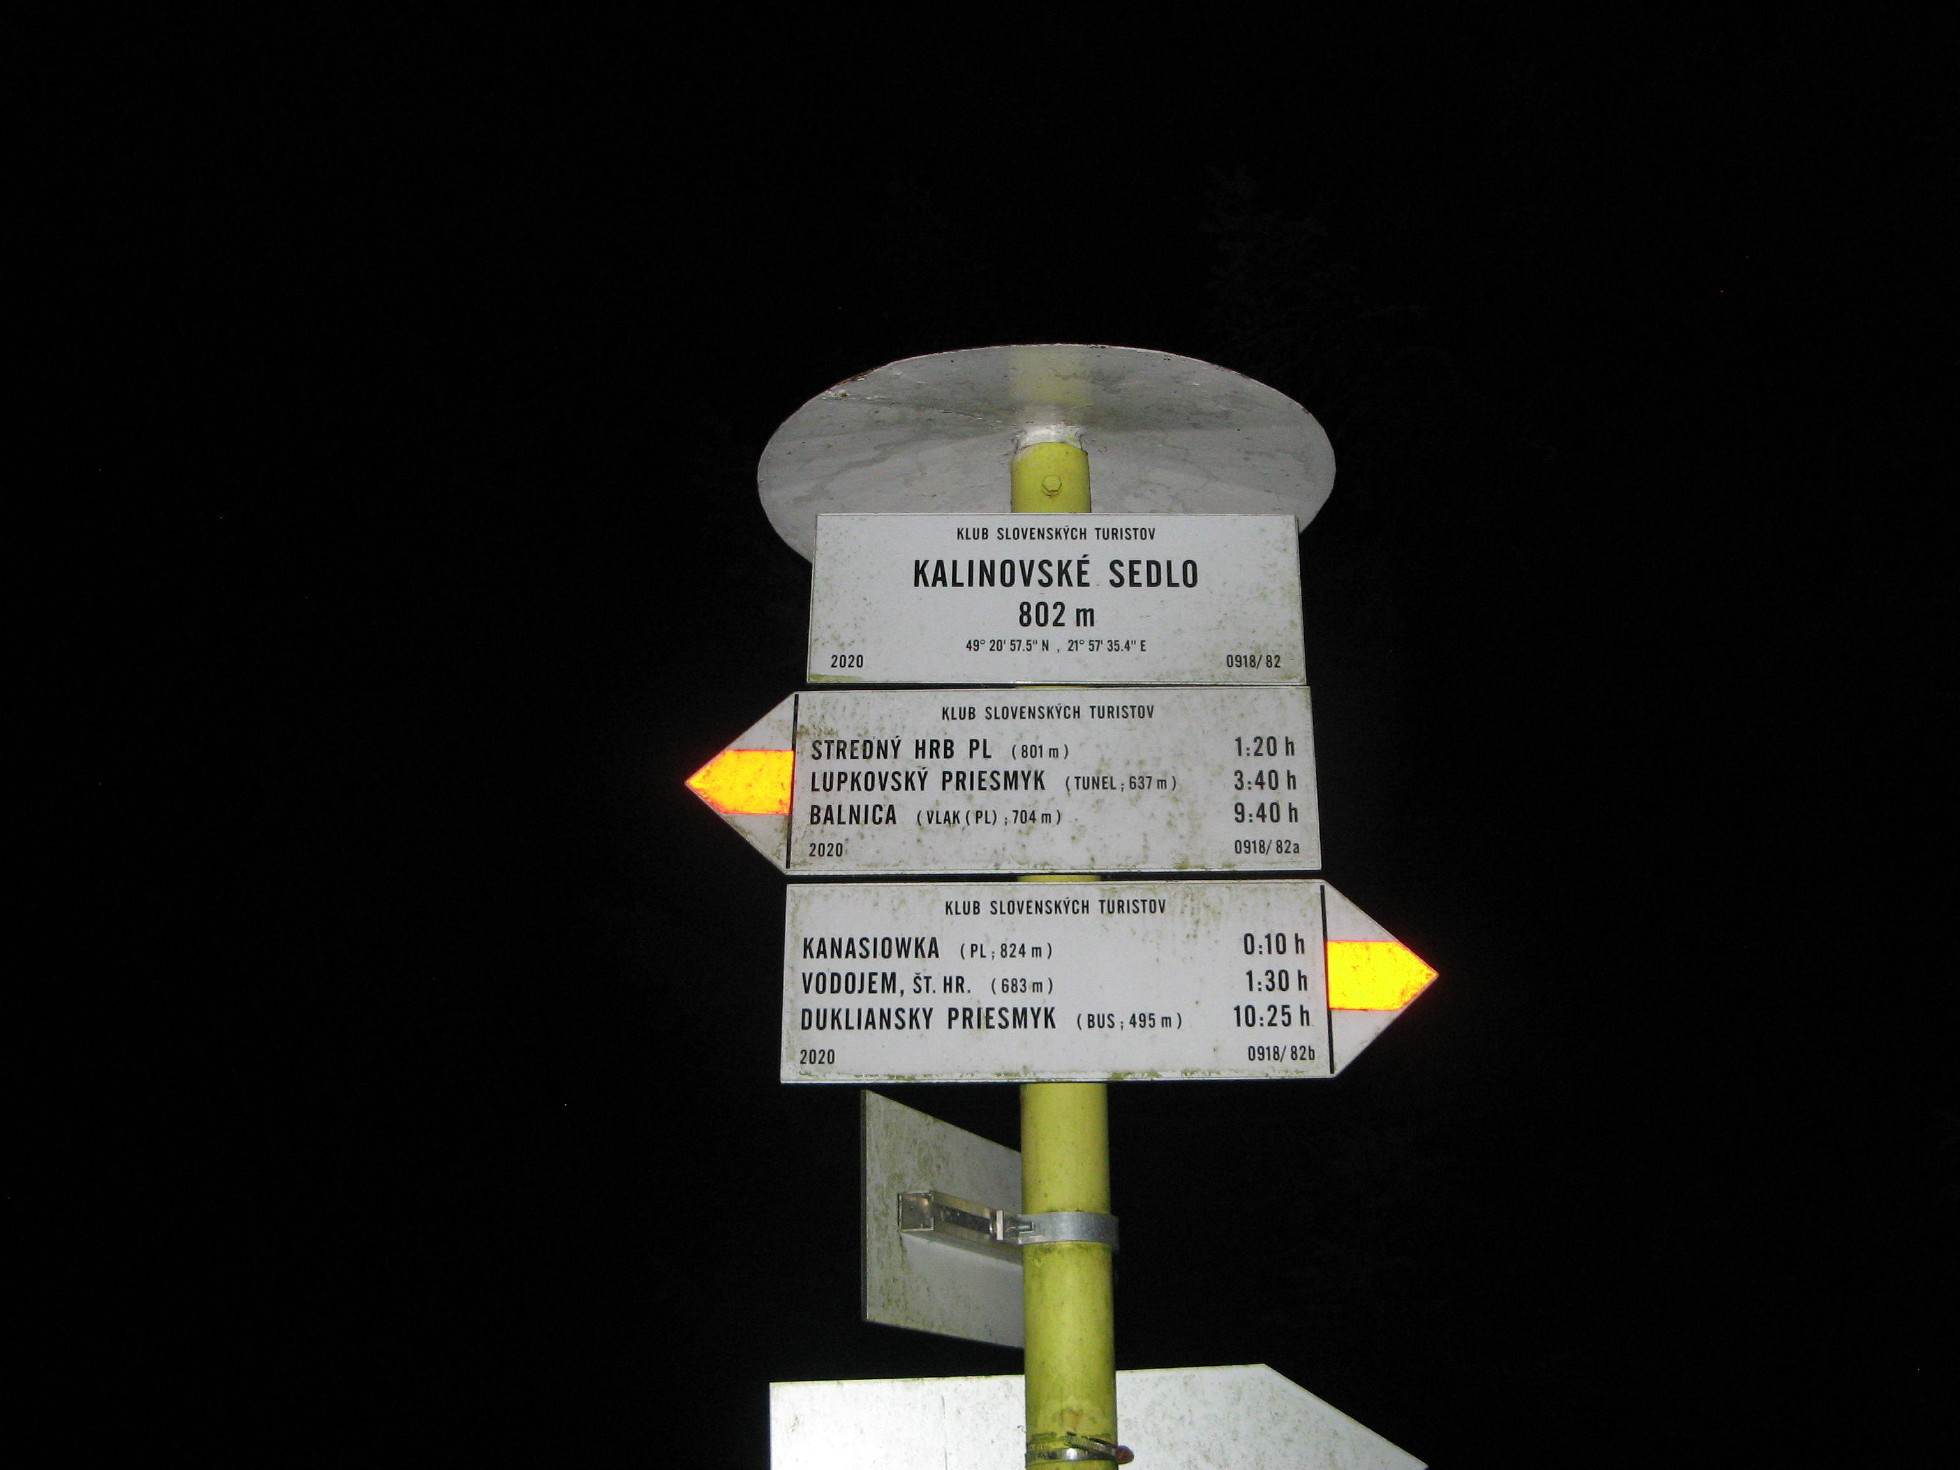 KLUB SLOVENSKÝCH TURISTOV
KALINOVSKÉ SEDLO
802 m
49° 20' 57.5" N , 21° 57' 35.4" E
2020 0918/82
KLUB SLOVENSKÝCH TURISTOV
STREDNÝ HRB PL (801 m) 1:20 h
LUPKOVSKÝ PRIESMYK (TUNEL ; 637 m) 3:40 h
BALNICA (VLAK (PL) ; 704 m) 9:40 h
2020 0918/82a
KLUB SLOVENSKÝCH TURISTOV
KANASIOWKA (PL ; 824 m) 0:10 h
VODOJEM, ŠT. HR. (683 m) 1:30 h
DUKLIANSKY PRIESMYK (BUS ; 495 m) 10:25 h
2020 0918/82b